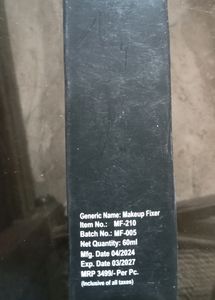 Generic Name: Makeup Fixer
Item No.: MF-210
Batch No.: MF-005
Net Quantity: 60ml
Mfg. Date 04/2024
Exp. Date 03/2027
MRP 3499/- Per Pc.
(Inclusive of all taxes)